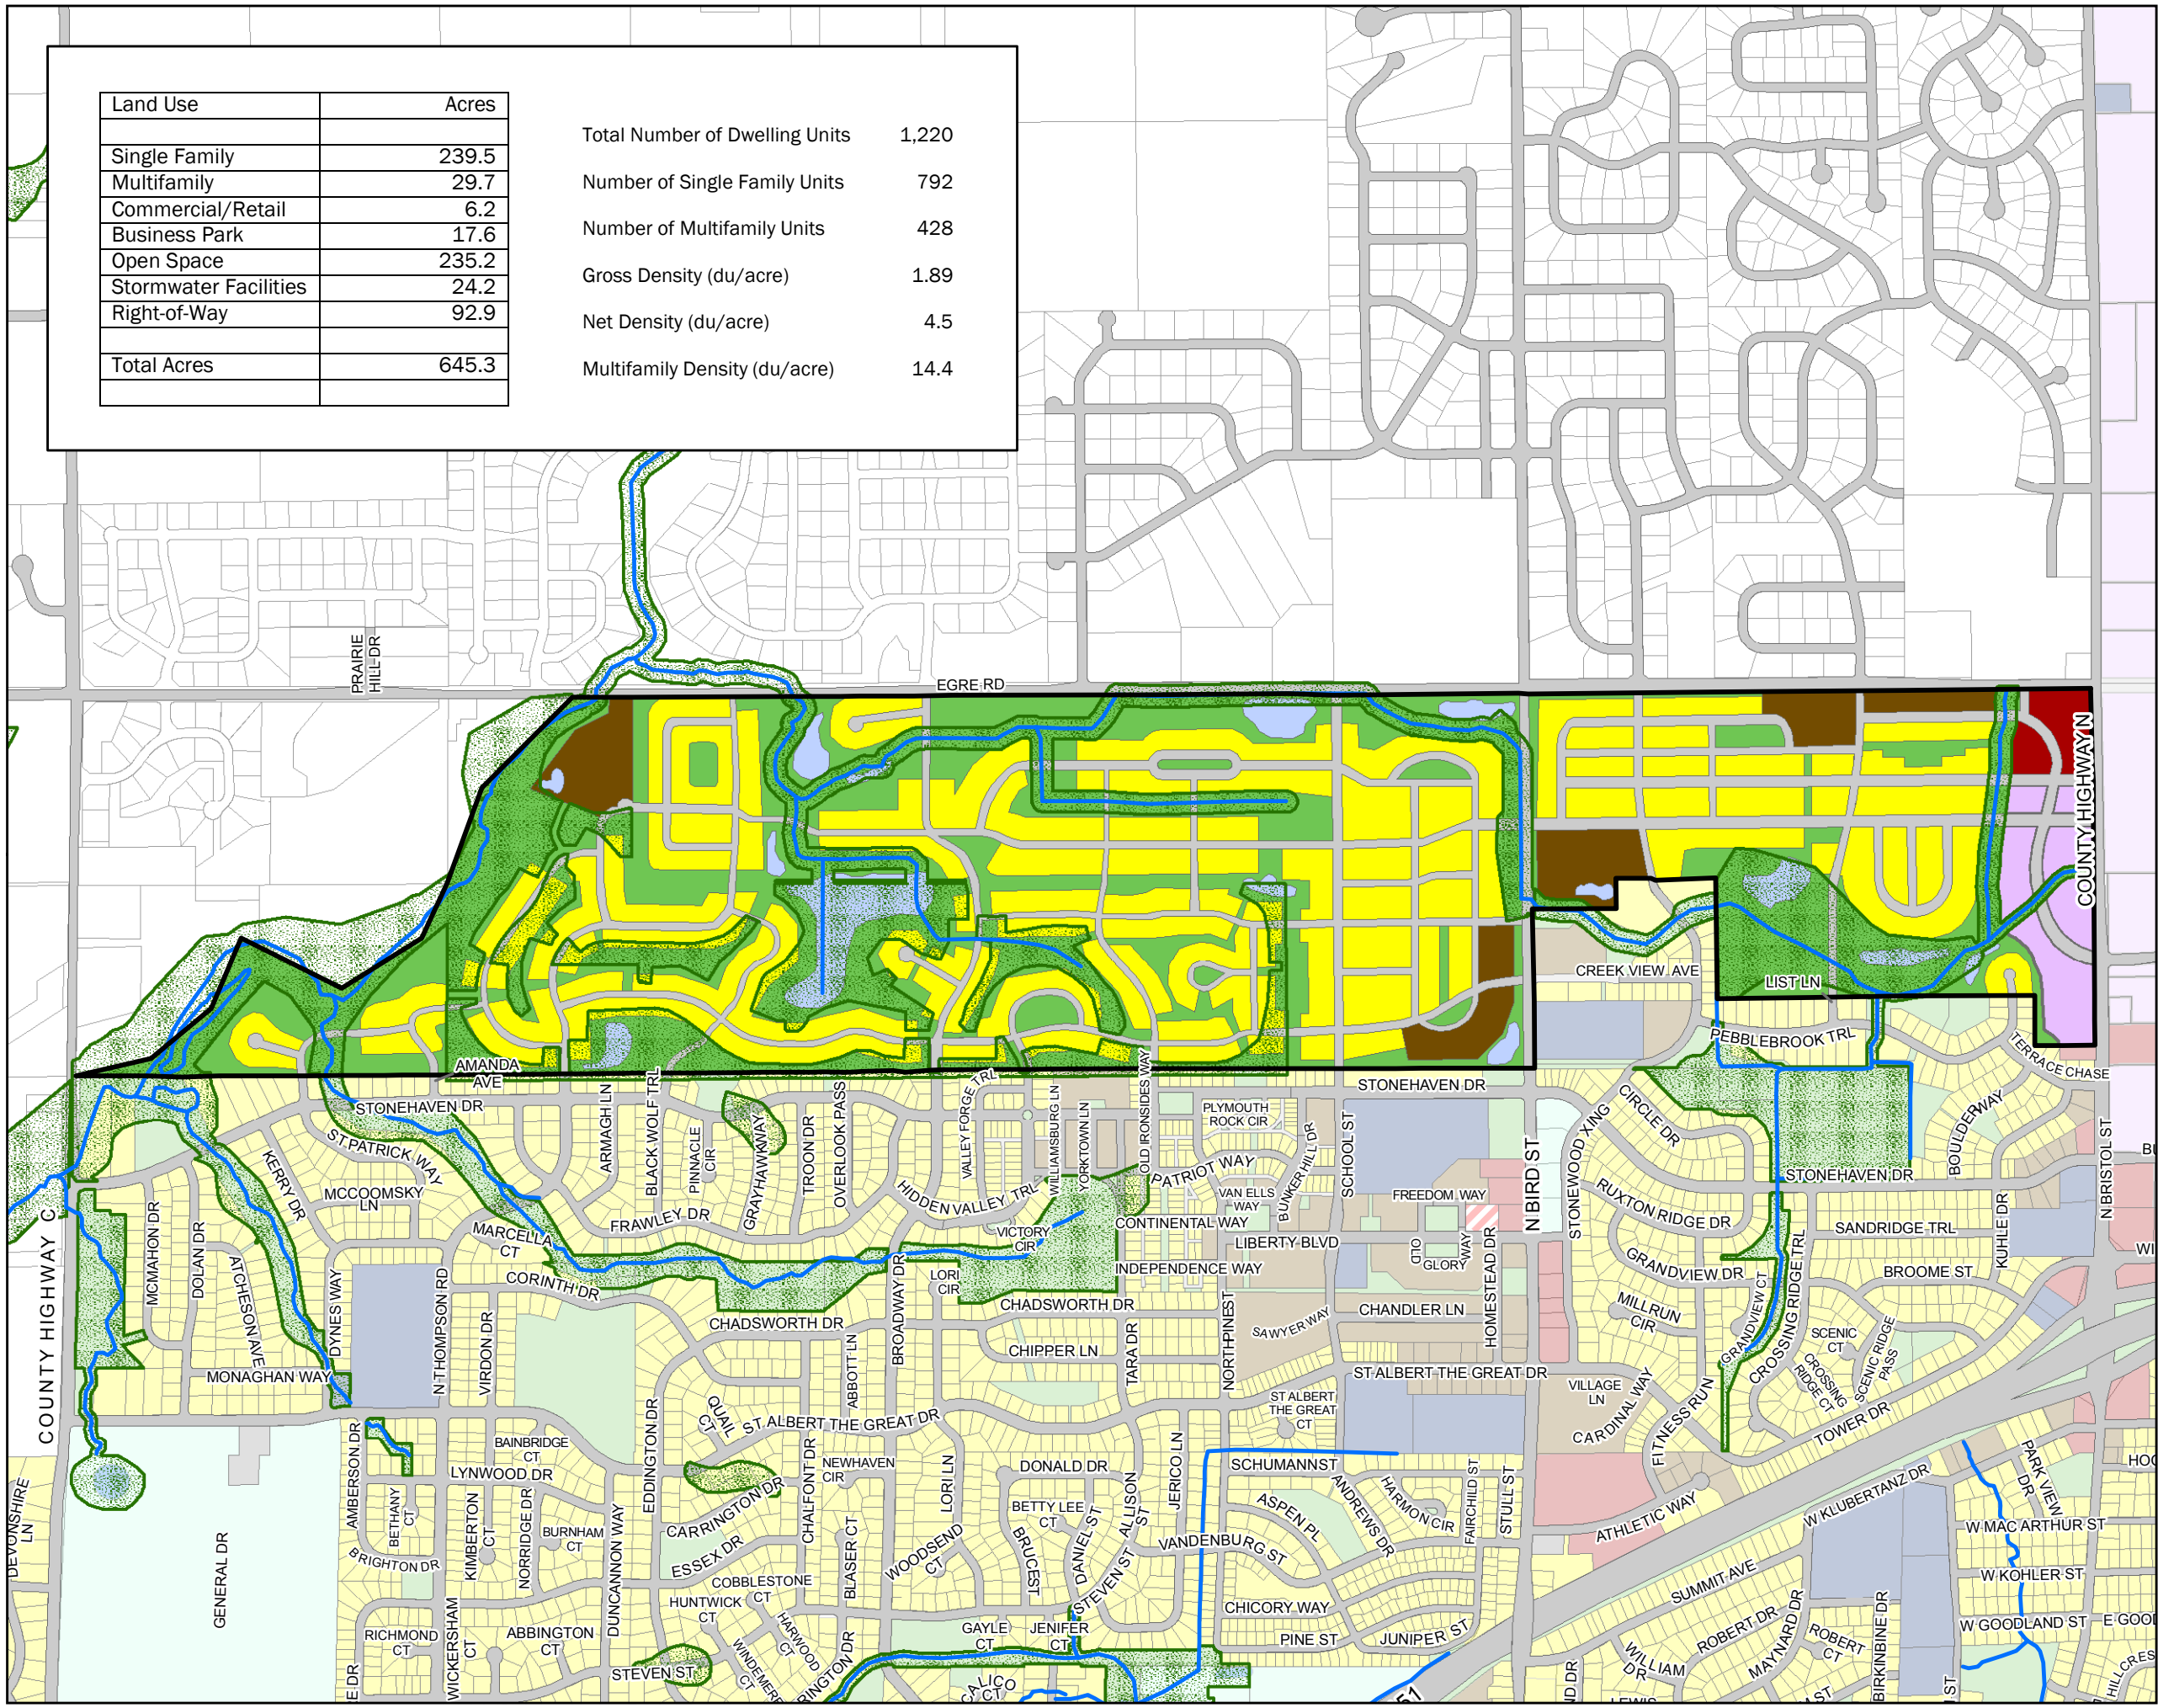 Land Use Acres
Single Family 239.5
Multifamily 29.7
Commercial/Retail 6.2
Business Park 17.6
Open Space 235.2
Stormwater Facilities 24.2
Right-of-Way 92.9
Total Acres 645.3
Total Number of Dwelling Units 1,220
Number of Single Family Units 792
Number of Multifamily Units 428
Gross Density (du/acre) 1.89
Net Density (du/acre) 4.5
Multifamily Density (du/acre) 14.4
PRAIRIE
HILL DR
EGRE RD
COUNTY HIGHWAY N
CREEK VIEW AVE
LIST LN
PEBBLEBROOK TRL
TERRACE CHASE
AMANDA
AVE
STONEHAVEN DR
STONEHAVEN DR
ST PATRICK WAY
KERRY DR
MCCOOMSKY
LN
MARCELLA
CT
CORINTH DR
ARMAGH LN
BLACK WOLF TRL
PINNACLE
CIR
GRAYHAWK WAY
TROON DR
OVERLOOK PASS
FRAWLEY DR
HIDDEN VALLEY TRL
VALLEY FORGE TRL
WILLIAMSBURG LN
YORKTOWN LN
OLD IRONSIDES WAY
PLYMOUTH
ROCK CIR
PATRIOT WAY
VAN ELLS
WAY
BUNKER HILL DR
SCHOOL ST
CONTINENTAL WAY
LIBERTY BLVD
INDEPENDENCE WAY
VICTORY
CIR
LORI
CIR
CHADSWORTH DR
CHADSWORTH DR
FREEDOM WAY
OLD
GLORY
WAY
HOMESTEAD DR
N BIRD ST
STONEWOOD XING
CIRCLE DR
RUXTON RIDGE DR
GRANDVIEW DR
MILLRUN
CIR
GRANDVIEW CT
CROSSING RIDGE TRL
STONEHAVEN DR
BOULDER WAY
N BRISTOL ST
SANDRIDGE TRL
KUHLE DR
BROOME ST
SCENIC
CT
CROSSING
RIDGE CT
SCENIC RIDGE
PASS
TOWER DR
COUNTY HIGHWAY C
MCMAHON DR
DOLAN DR
ATCHESON AVE
DYNES WAY
MONAGHAN WAY
N THOMPSON RD
VIRDON DR
ABBOTT LN
BROADWAY DR
CHIPPER LN
TARA DR
NORTH PINE ST
SAWYER WAY
CHANDLER LN
ST ALBERT THE GREAT DR
ST ALBERT
THE GREAT
CT
VILLAGE
LN
CARDINAL WAY
FITNESS RUN
QUAIL
CT
ST ALBERT THE GREAT DR
EDDINGTON DR
BAINBRIDGE
CT
LYNWOOD DR
AMBERSON DR
BETHANY
CT
KIMBERTON
CT
NORRIDGE DR
BURNHAM
CT
BRIGHTON DR
DUNCANNON WAY
CARRINGTON DR
CHALFONT DR
NEWHAVEN
CIR
ESSEX DR
BLASER CT
LORI LN
WOODSEND
CT
DONALD DR
BETTY LEE
CT
BRUCE ST
DANIEL ST
ALLISON
ST
JERICO LN
STEVEN ST
VANDENBURG ST
SCHUMANN ST
ASPEN PL
ANDREWS DR
HARMON CIR
FAIRCHILD ST
STULL ST
ATHLETIC WAY
W KLUBERTANZ DR
PARK VIEW
DR
W MAC ARTHUR ST
W KOHLER ST
W GOODLAND ST
SUMMIT AVE
ROBERT DR
MAYNARD DR
ROBERT
CT
BIRKINBINE DR
WILLIAM
DR
DEVONSHIRE
LN
GENERAL DR
RICHMOND
CT
WICKERSHAM
CT
ABBINGTON
CT
COBBLESTONE
CT
HUNTWICK
CT
HARWOOD
CT
STEVEN ST
GAYLE
CT
JENIFER
CT
CHICORY WAY
PINE ST
JUNIPER ST
51